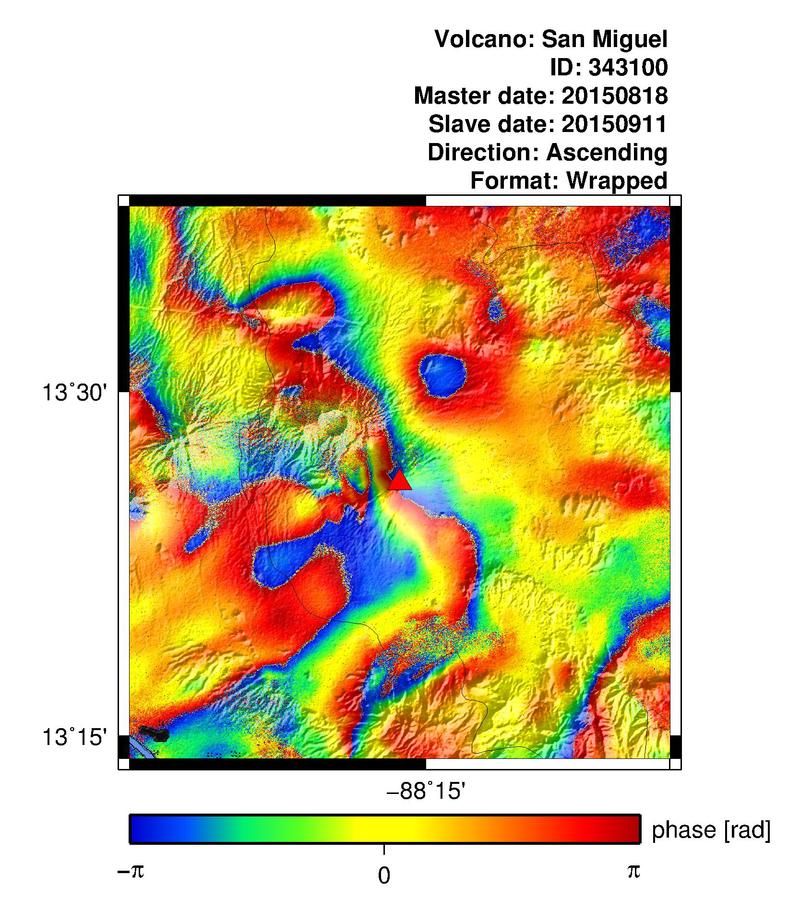 Volcano: San Miguel
ID: 343100
Master date: 20150818
Slave date: 20150911
Direction: Ascending
Format: Wrapped
13°30'
13°15'
−88°15'
phase [rad]
−π 0 π